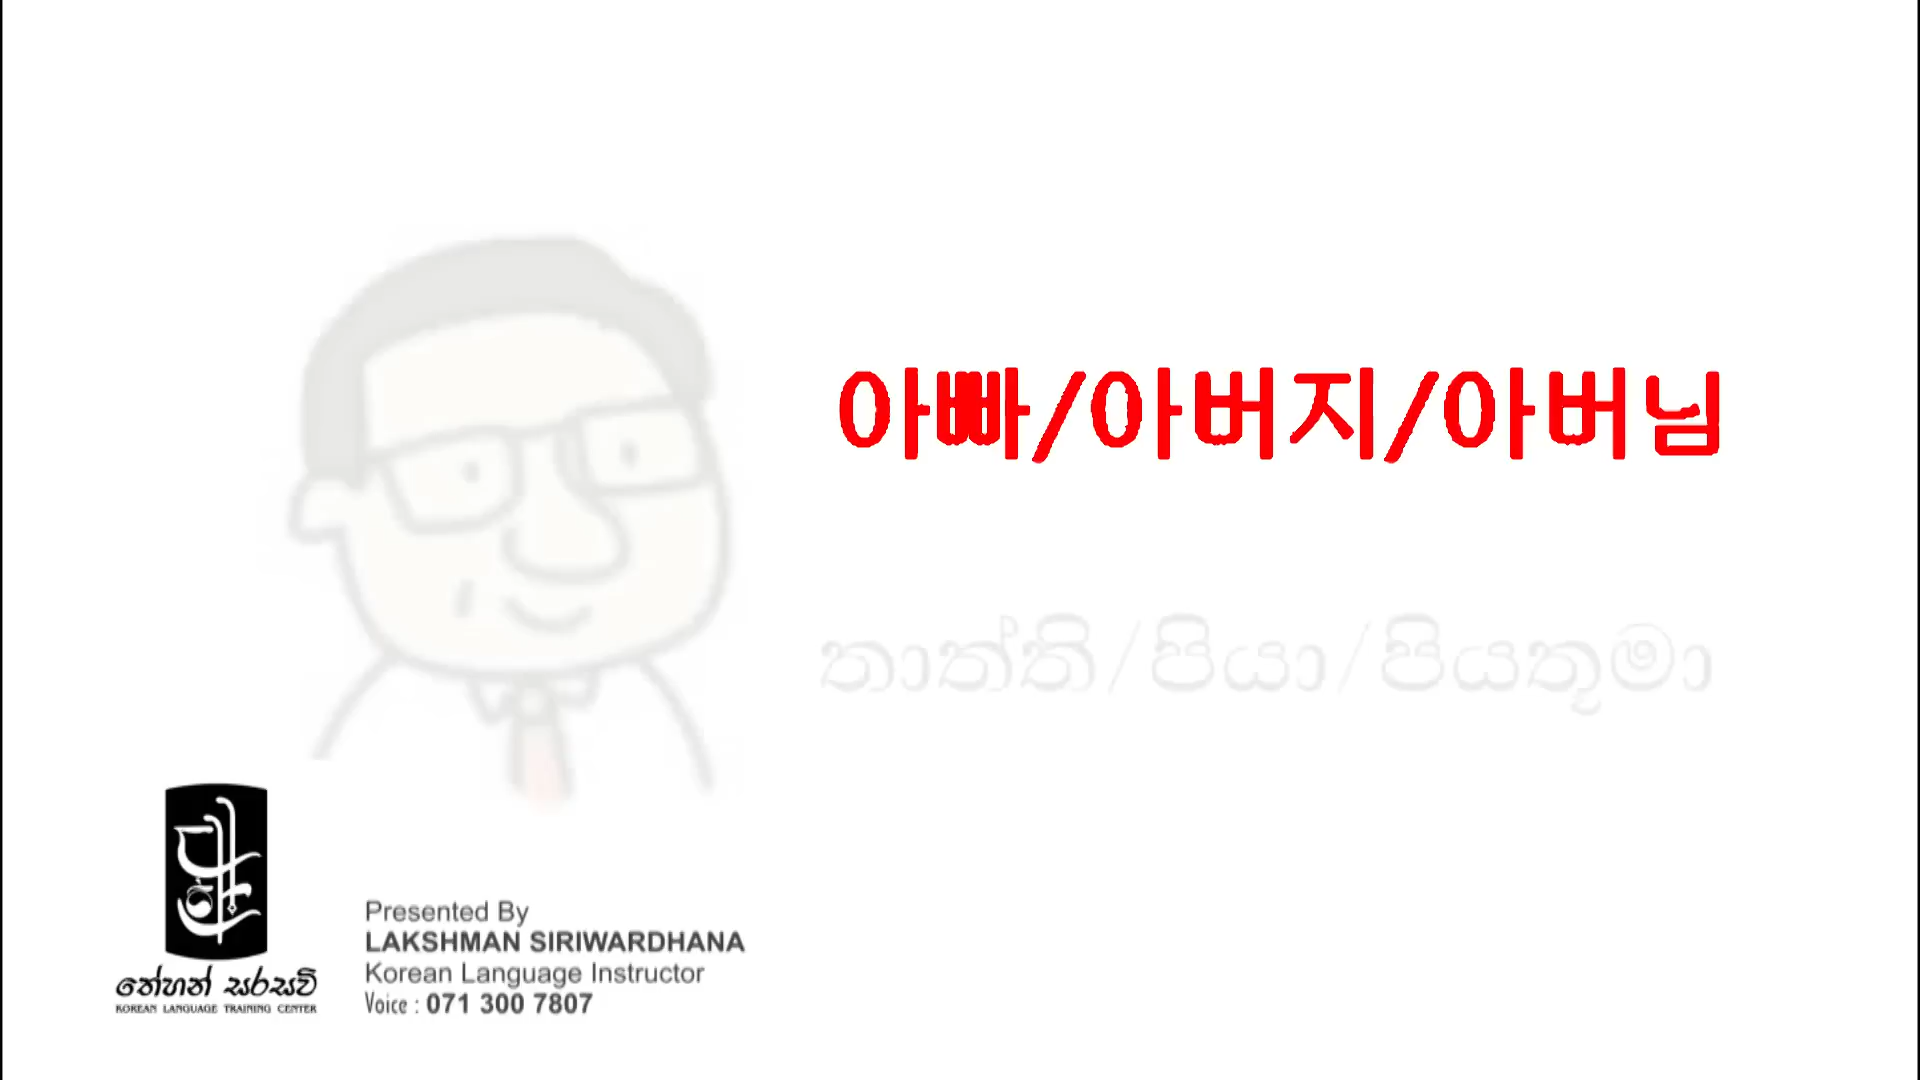 아빠/아버지/아버님
තාත්ති/පියා/පියතුමා
Presented By
LAKSHMAN SIRIWARDHANA
Korean Language Instructor
Voice : 071 300 7807
තේහන් සරසවි
KOREAN LANGUAGE TRAINING CENTER